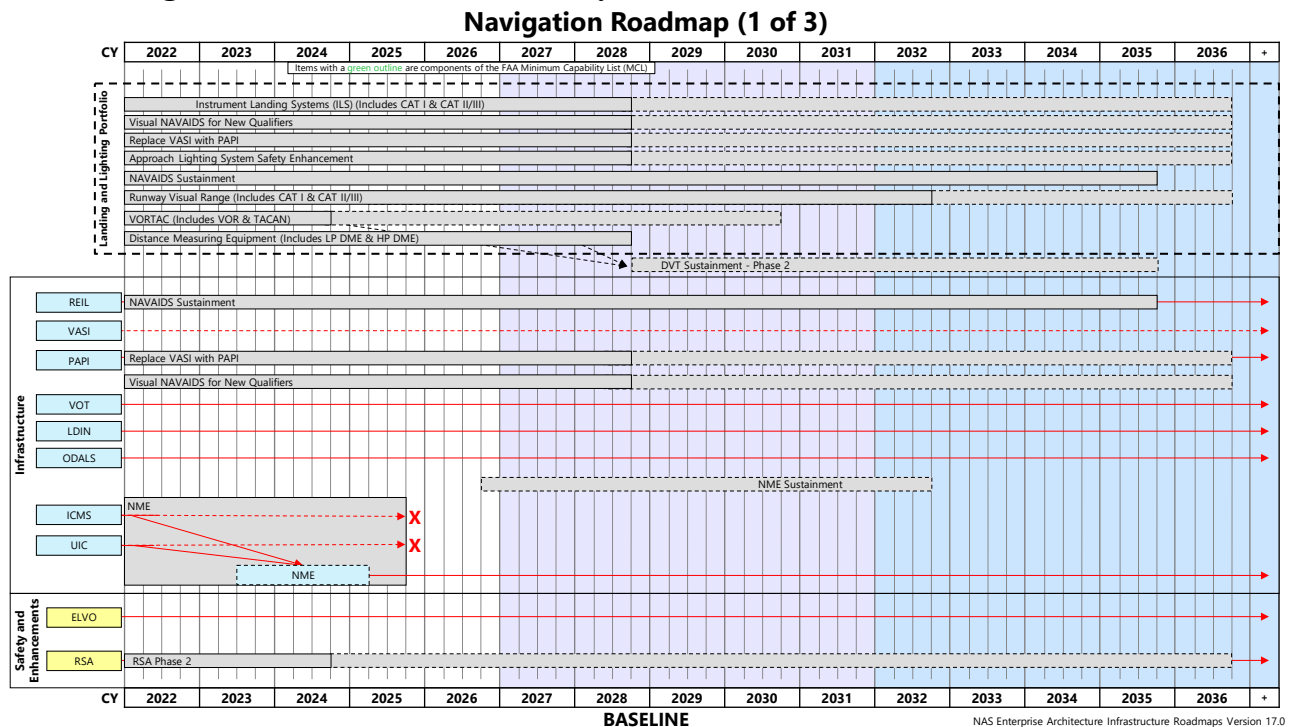 Navigation Roadmap (1 of 3)
CY 2022 2023 2024 2025 2026 2027 2028 2029 2030 2031 2032 2033 2034 2035 2036 +
Items with a green outline are components of the FAA Minimum Capability List (MCL)
Landing and Lighting Portfolio
Instrument Landing Systems (ILS) (Includes CAT I & CAT II/III)
Visual NAVAIDS for New Qualifiers
Replace VASI with PAPI
Approach Lighting System Safety Enhancement
NAVAIDS Sustainment
Runway Visual Range (Includes CAT I & CAT II/III)
VORTAC (Includes VOR & TACAN)
Distance Measuring Equipment (Includes LP DME & HP DME)
DVT Sustainment - Phase 2
Infrastructure
REIL NAVAIDS Sustainment
VASI
PAPI Replace VASI with PAPI
Visual NAVAIDS for New Qualifiers
VOT
LDIN
ODALS
NME Sustainment
NME
ICMS X
UIC X
NME
Safety and
Enhancements
ELVO
RSA RSA Phase 2
CY 2022 2023 2024 2025 2026 2027 2028 2029 2030 2031 2032 2033 2034 2035 2036 +
BASELINE
NAS Enterprise Architecture Infrastructure Roadmaps Version 17.0